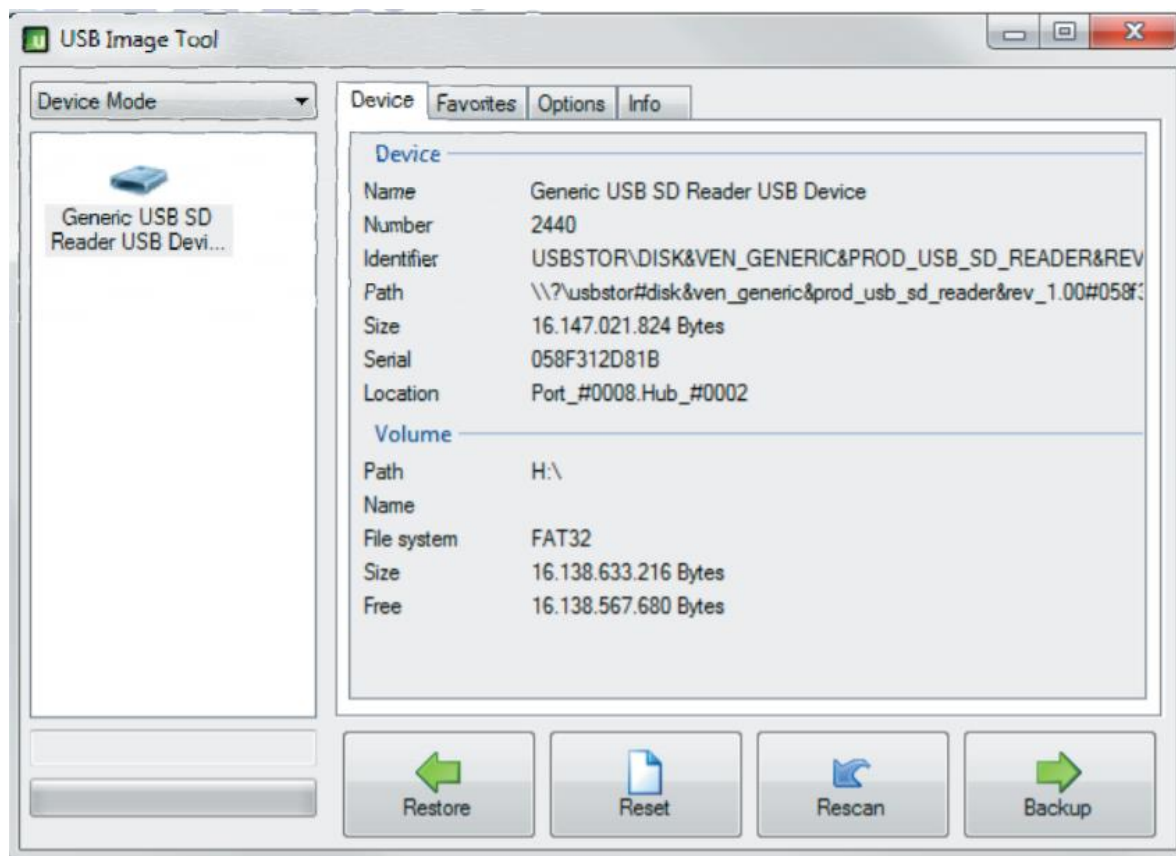 USB Image Tool
Device Mode
Generic USB SD
Reader USB Devi...
Device Favorites Options Info
Device
Name Generic USB SD Reader USB Device
Number 2440
Identifier USBSTOR\DISK&VEN_GENERIC&PROD_USB_SD_READER&REV
Path \\?\usbstor#disk&ven_generic&prod_usb_sd_reader&rev_1.00#058f3
Size 16.147.021.824 Bytes
Serial 058F312D81B
Location Port_#0008.Hub_#0002
Volume
Path H:\
Name
File system FAT32
Size 16.138.633.216 Bytes
Free 16.138.567.680 Bytes
Restore Reset Rescan Backup